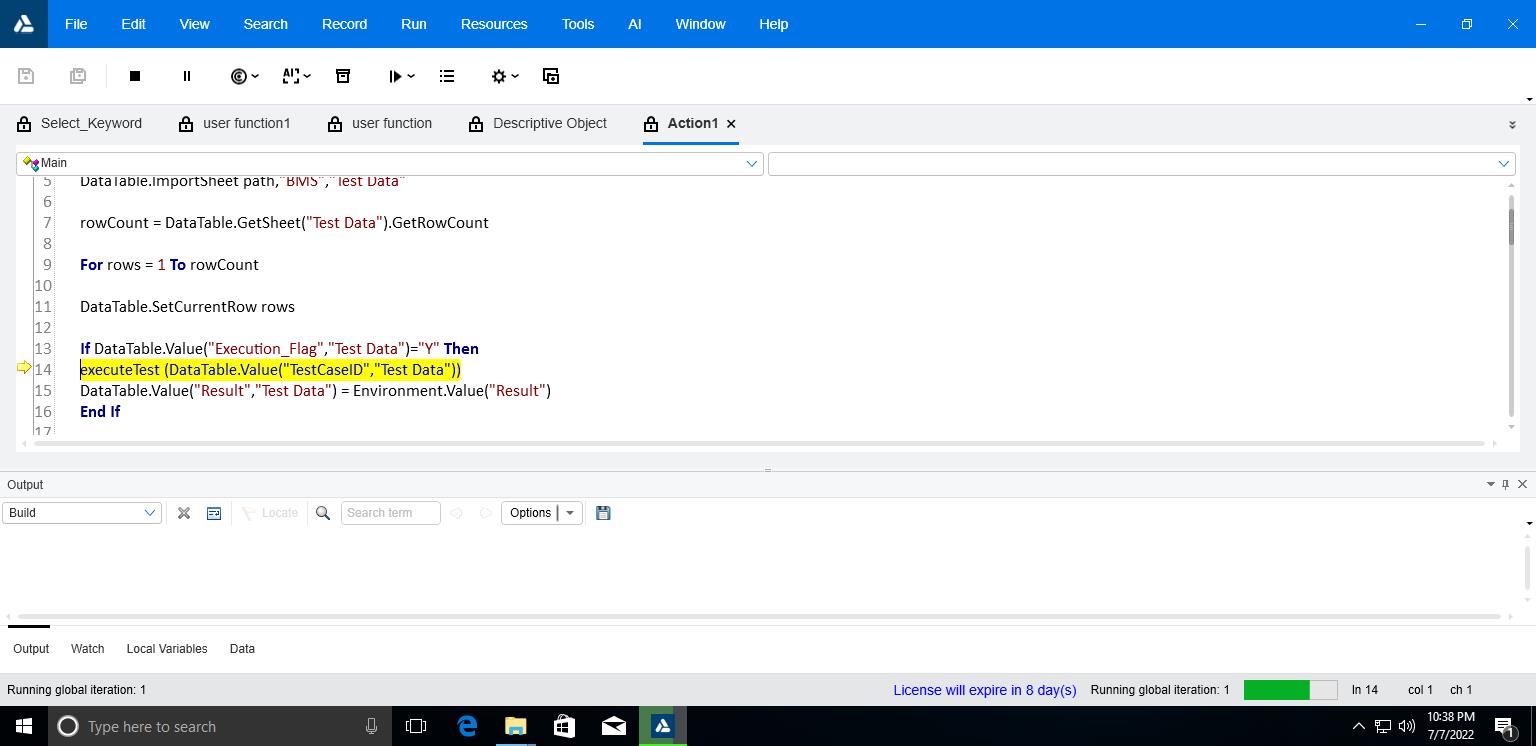 File Edit View Search Record Run Resources Tools AI Window Help
Select_Keyword user function1 user function Descriptive Object Action1
Main
5 DataTable.ImportSheet path,"BMS","Test Data"
6
7 rowCount = DataTable.GetSheet("Test Data").GetRowCount
8
9 For rows = 1 To rowCount
10
11 DataTable.SetCurrentRow rows
12
13 If DataTable.Value("Execution_Flag","Test Data")="Y" Then
14 executeTest (DataTable.Value("TestCaseID","Test Data"))
15 DataTable.Value("Result","Test Data") = Environment.Value("Result")
16 End If
17
Output
Build Locate Search term Options
Output Watch Local Variables Data
Running global iteration: 1 License will expire in 8 day(s) Running global iteration: 1 ln 14 col 1 ch 1
Type here to search
10:38 PM
7/7/2022
1